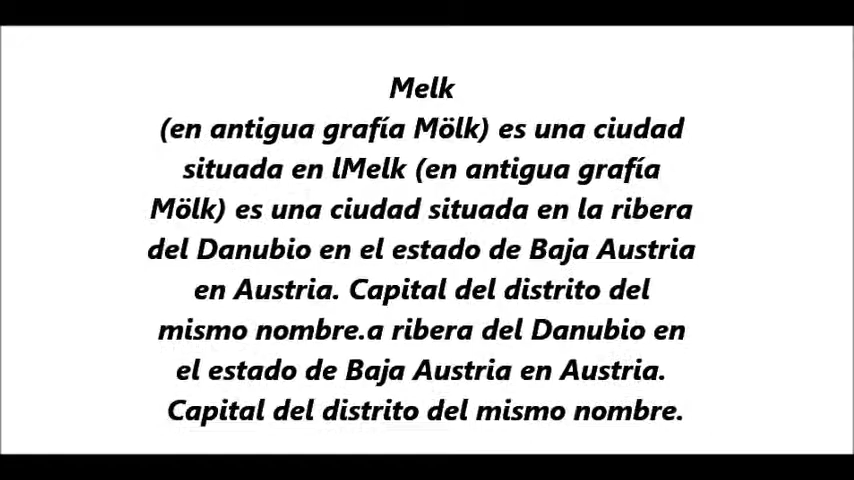 Melk
(en antigua grafía Mölk) es una ciudad
situada en lMelk (en antigua grafía
Mölk) es una ciudad situada en la ribera
del Danubio en el estado de Baja Austria
en Austria. Capital del distrito del
mismo nombre.a ribera del Danubio en
el estado de Baja Austria en Austria.
Capital del distrito del mismo nombre.